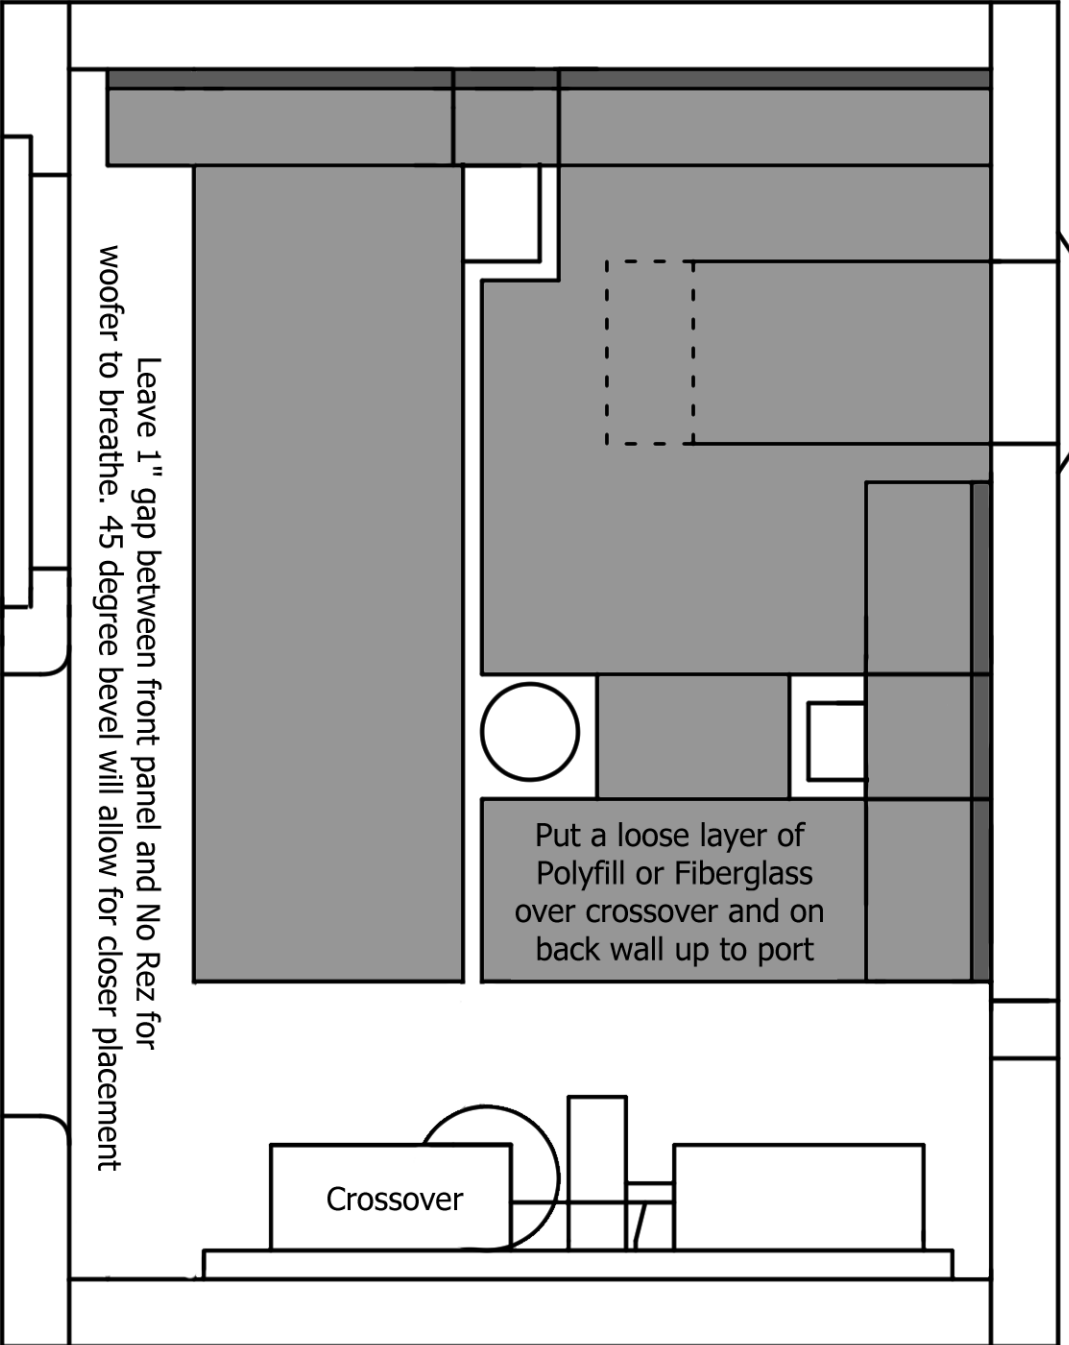 Leave 1" gap between front panel and No Rez for
woofer to breathe. 45 degree bevel will allow for closer placement
Put a loose layer of
Polyfill or Fiberglass
over crossover and on
back wall up to port
Crossover